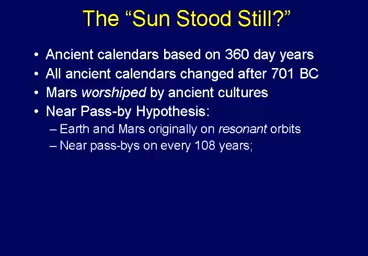 The “Sun Stood Still?”
• Ancient calendars based on 360 day years
• All ancient calendars changed after 701 BC
• Mars worshiped by ancient cultures
• Near Pass-by Hypothesis:
– Earth and Mars originally on resonant orbits
– Near pass-bys on every 108 years;